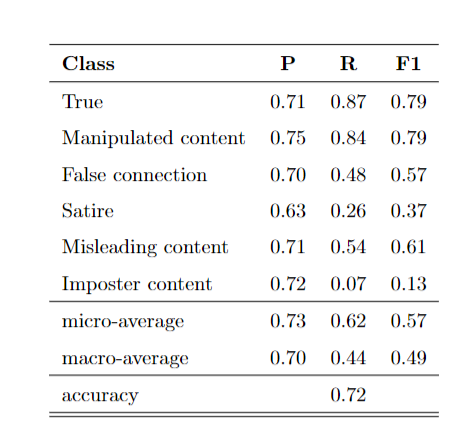 Class P R F1
True 0.71 0.87 0.79
Manipulated content 0.75 0.84 0.79
False connection 0.70 0.48 0.57
Satire 0.63 0.26 0.37
Misleading content 0.71 0.54 0.61
Imposter content 0.72 0.07 0.13
micro-average 0.73 0.62 0.57
macro-average 0.70 0.44 0.49
accuracy 0.72